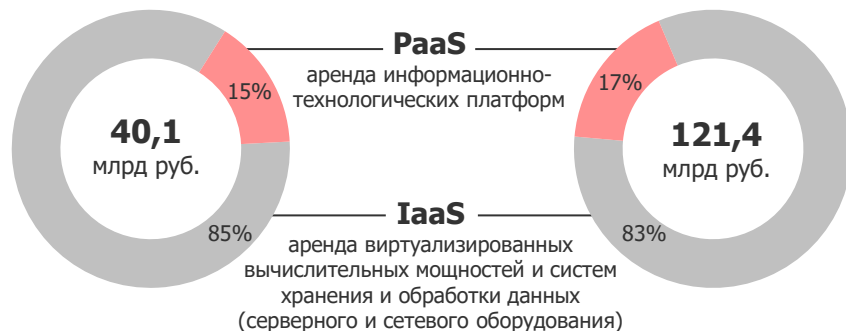 PaaS
аренда информационно-
технологических платформ
15%
17%
40,1
млрд руб.
121,4
млрд руб.
IaaS
85%
83%
аренда виртуализированных
вычислительных мощностей и систем
хранения и обработки данных
(серверного и сетевого оборудования)